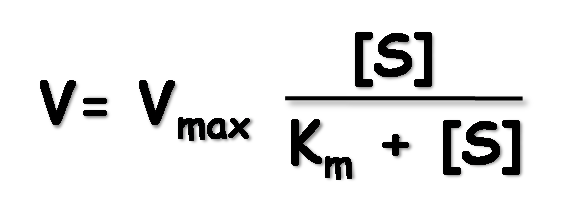 [S]
V= Vmax
Km + [S]